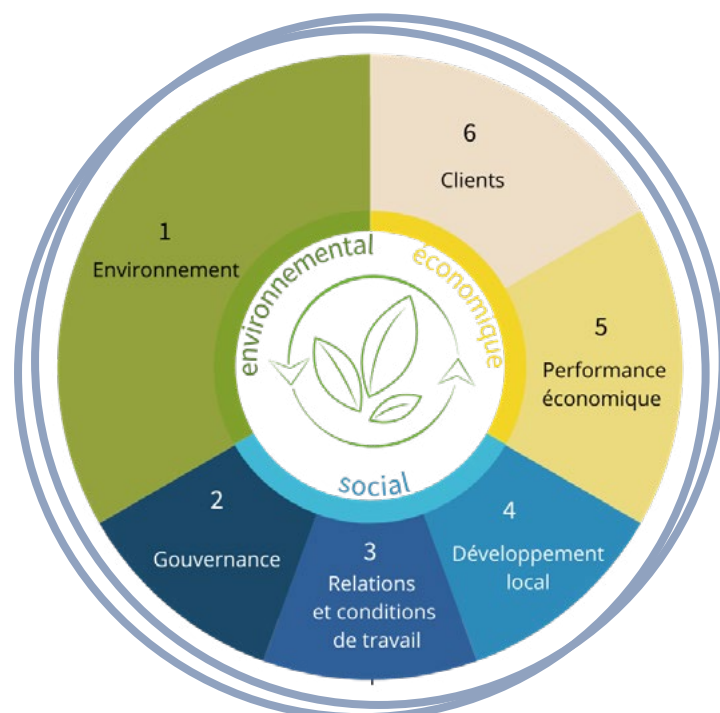 6
Clients
1
Environnement
environnemental
économique
5
Performance
économique
social
2
Gouvernance
3
Relations
et conditions
de travail
4
Développement
local